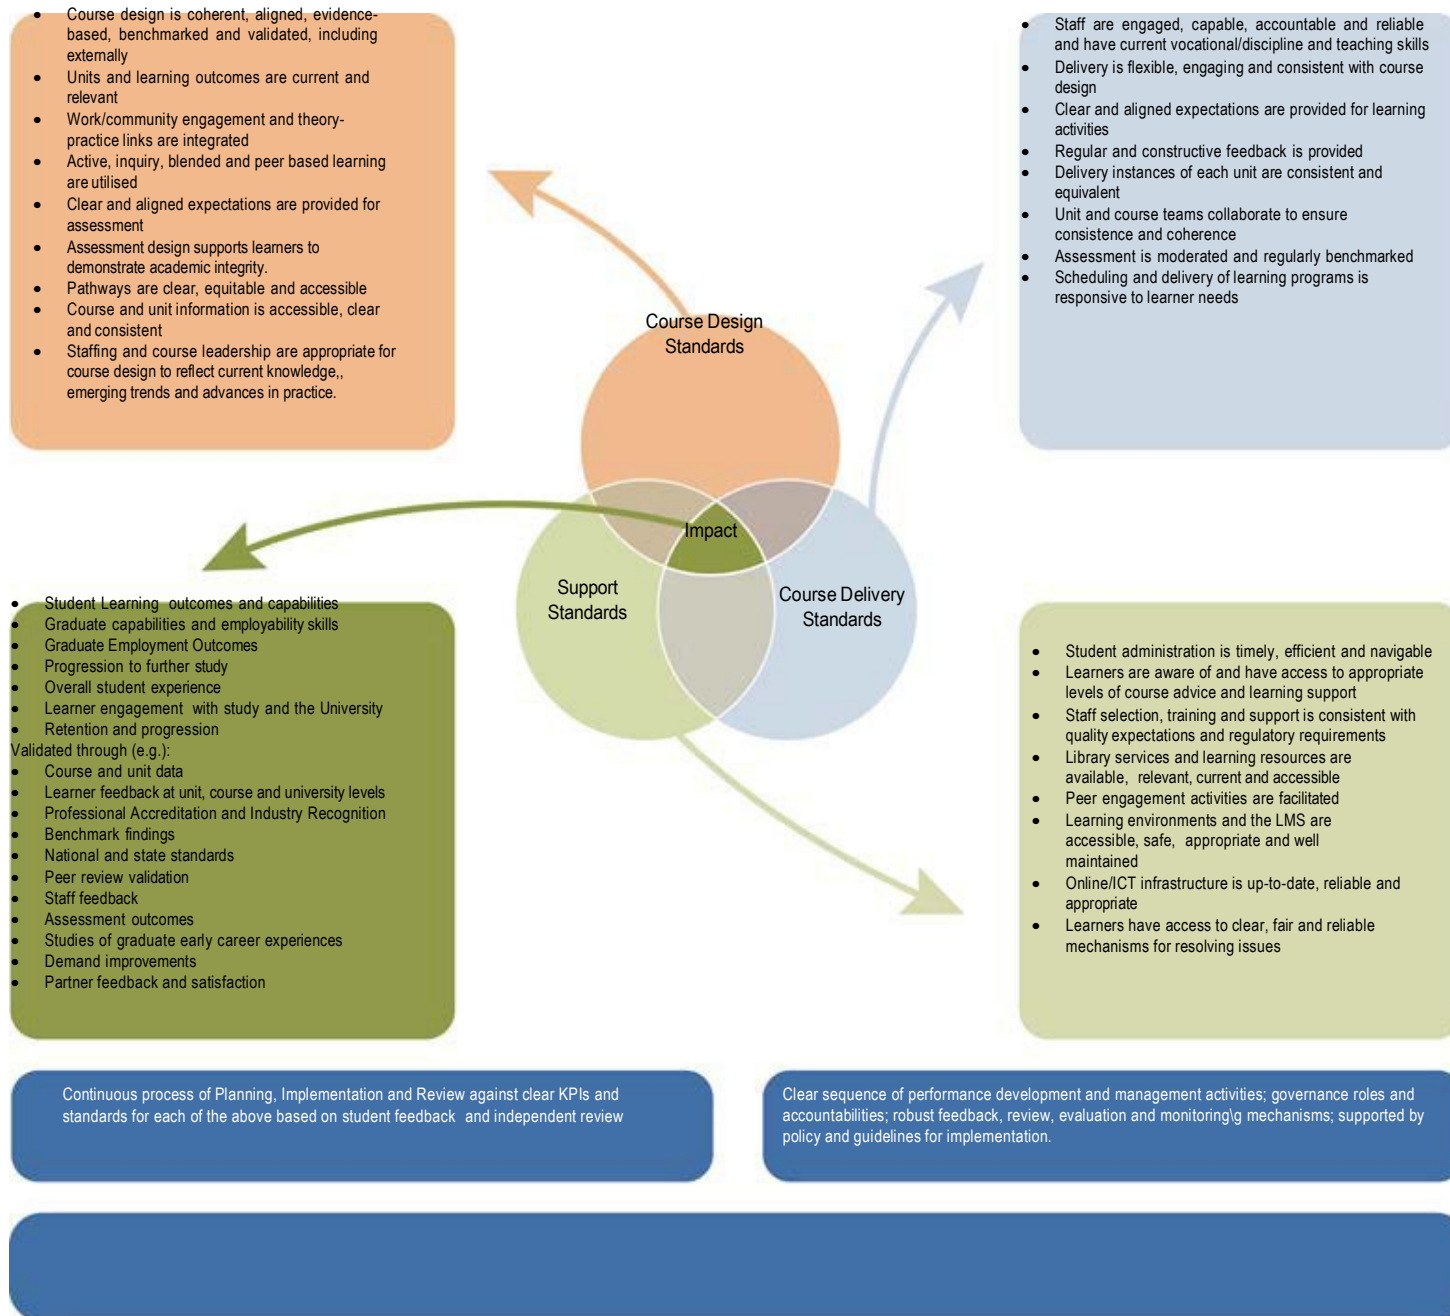 • Course design is coherent, aligned, evidence-
based, benchmarked and validated, including
externally
• Units and learning outcomes are current and
relevant
• Work/community engagement and theory-
practice links are integrated
• Active, inquiry, blended and peer based learning
are utilised
• Clear and aligned expectations are provided for
assessment
• Assessment design supports learners to
demonstrate academic integrity.
• Pathways are clear, equitable and accessible
• Course and unit information is accessible, clear
and consistent
• Staffing and course leadership are appropriate for
course design to reflect current knowledge,,
emerging trends and advances in practice.
• Staff are engaged, capable, accountable and reliable
and have current vocational/discipline and teaching skills
• Delivery is flexible, engaging and consistent with course
design
• Clear and aligned expectations are provided for learning
activities
• Regular and constructive feedback is provided
• Delivery instances of each unit are consistent and
equivalent
• Unit and course teams collaborate to ensure
consistence and coherence
• Assessment is moderated and regularly benchmarked
• Scheduling and delivery of learning programs is
responsive to learner needs
Course Design
Standards
Impact
Support
Standards
Course Delivery
Standards
• Student Learning outcomes and capabilities
• Graduate capabilities and employability skills
• Graduate Employment Outcomes
• Progression to further study
• Overall student experience
• Learner engagement with study and the University
• Retention and progression
Validated through (e.g.):
• Course and unit data
• Learner feedback at unit, course and university levels
• Professional Accreditation and Industry Recognition
• Benchmark findings
• National and state standards
• Peer review validation
• Staff feedback
• Assessment outcomes
• Studies of graduate early career experiences
• Demand improvements
• Partner feedback and satisfaction
• Student administration is timely, efficient and navigable
• Learners are aware of and have access to appropriate
levels of course advice and learning support
• Staff selection, training and support is consistent with
quality expectations and regulatory requirements
• Library services and learning resources are
available, relevant, current and accessible
• Peer engagement activities are facilitated
• Learning environments and the LMS are
accessible, safe, appropriate and well
maintained
• Online/ICT infrastructure is up-to-date, reliable and
appropriate
• Learners have access to clear, fair and reliable
mechanisms for resolving issues
Continuous process of Planning, Implementation and Review against clear KPIs and
standards for each of the above based on student feedback and independent review
Clear sequence of performance development and management activities; governance roles and
accountabilities; robust feedback, review, evaluation and monitoring\g mechanisms; supported by
policy and guidelines for implementation.